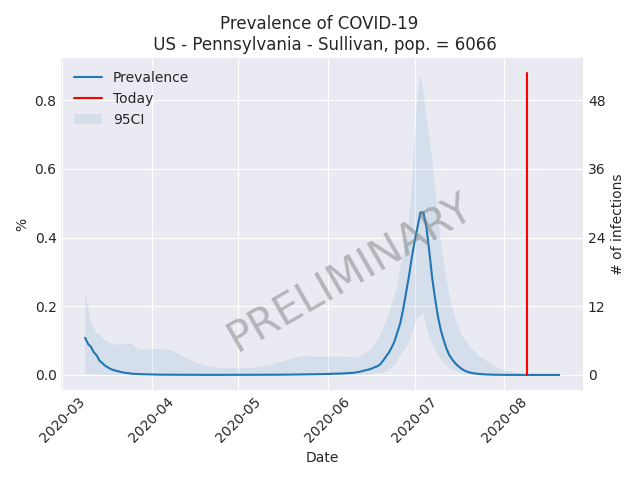 Prevalence of COVID-19
US - Pennsylvania - Sullivan, pop. = 6066
Prevalence
Today
95CI
0.8
0.6
0.4
0.2
0.0
%
48
36
24
12
0
# of infections
PRELIMINARY
2020-03
2020-04
2020-05
2020-06
2020-07
2020-08
Date